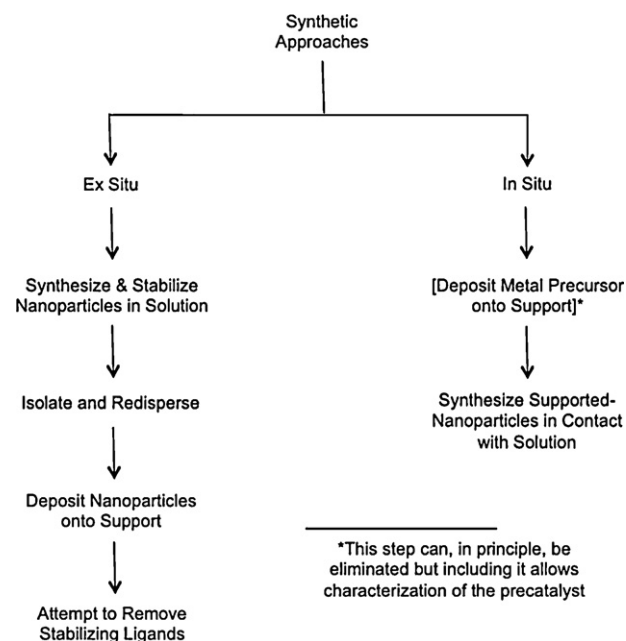 Synthetic
Approaches
Ex Situ
In Situ
Synthesize & Stabilize
Nanoparticles in Solution
[Deposit Metal Precursor
onto Support]*
Isolate and Redisperse
Synthesize Supported-
Nanoparticles in Contact
with Solution
Deposit Nanoparticles
onto Support
*This step can, in principle, be
eliminated but including it allows
characterization of the precatalyst
Attempt to Remove
Stabilizing Ligands